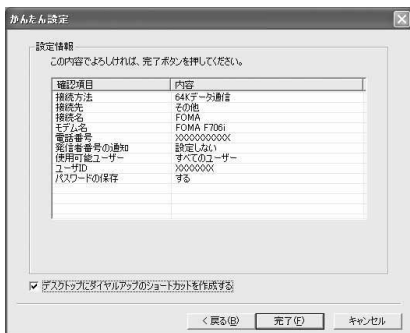 かんたん設定
設定情報
この内容でよろしければ、完了ボタンを押してください。
確認項目 内容
接続方法 64Kデータ通信
接続先 その他
接続名 FOMA
モデム名 FOMA F706i
電話番号 XXXXXXXXXX
発信者番号の通知 設定しない
使用可能ユーザー すべてのユーザー
ユーザID XXXXXXX
パスワードの保存 する
デスクトップにダイヤルアップのショートカットを作成する
< 戻る(B) 完了(F) キャンセル